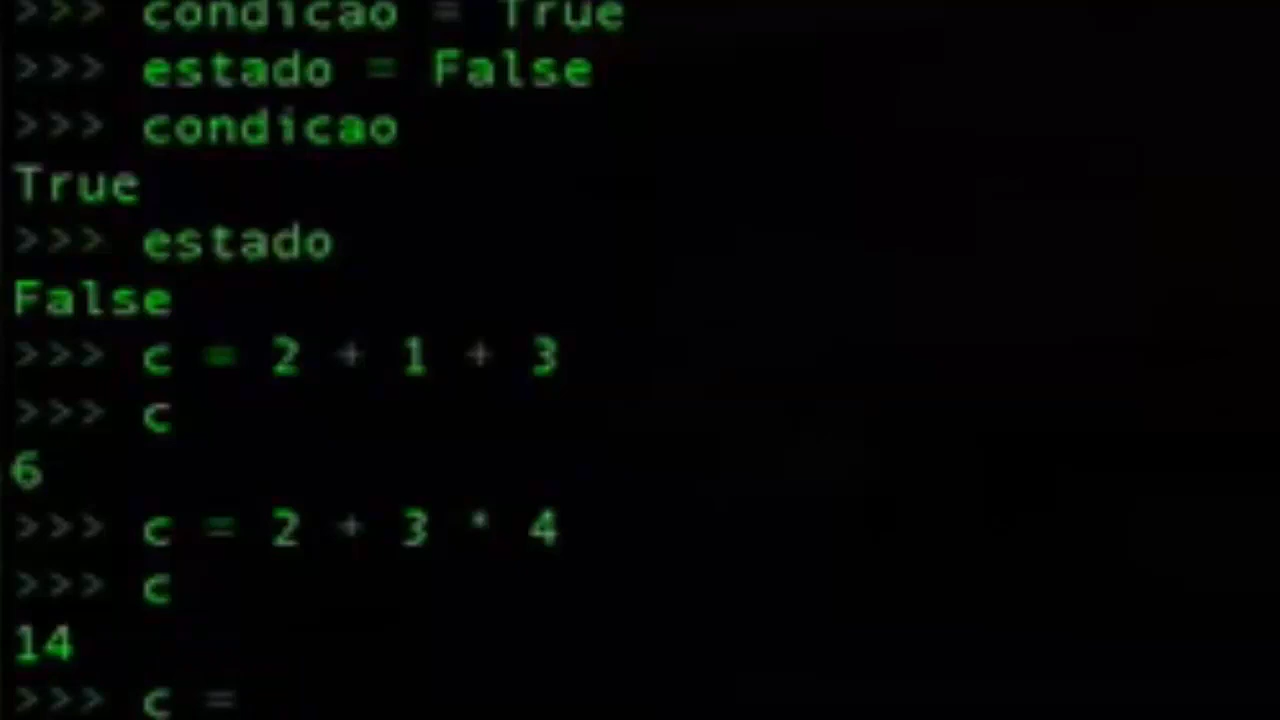 >>> condicao = True
>>> estado = False
>>> condicao
True
>>> estado
False
>>> c = 2 + 1 + 3
>>> c
6
>>> c = 2 + 3 * 4
>>> c
14
>>> c =